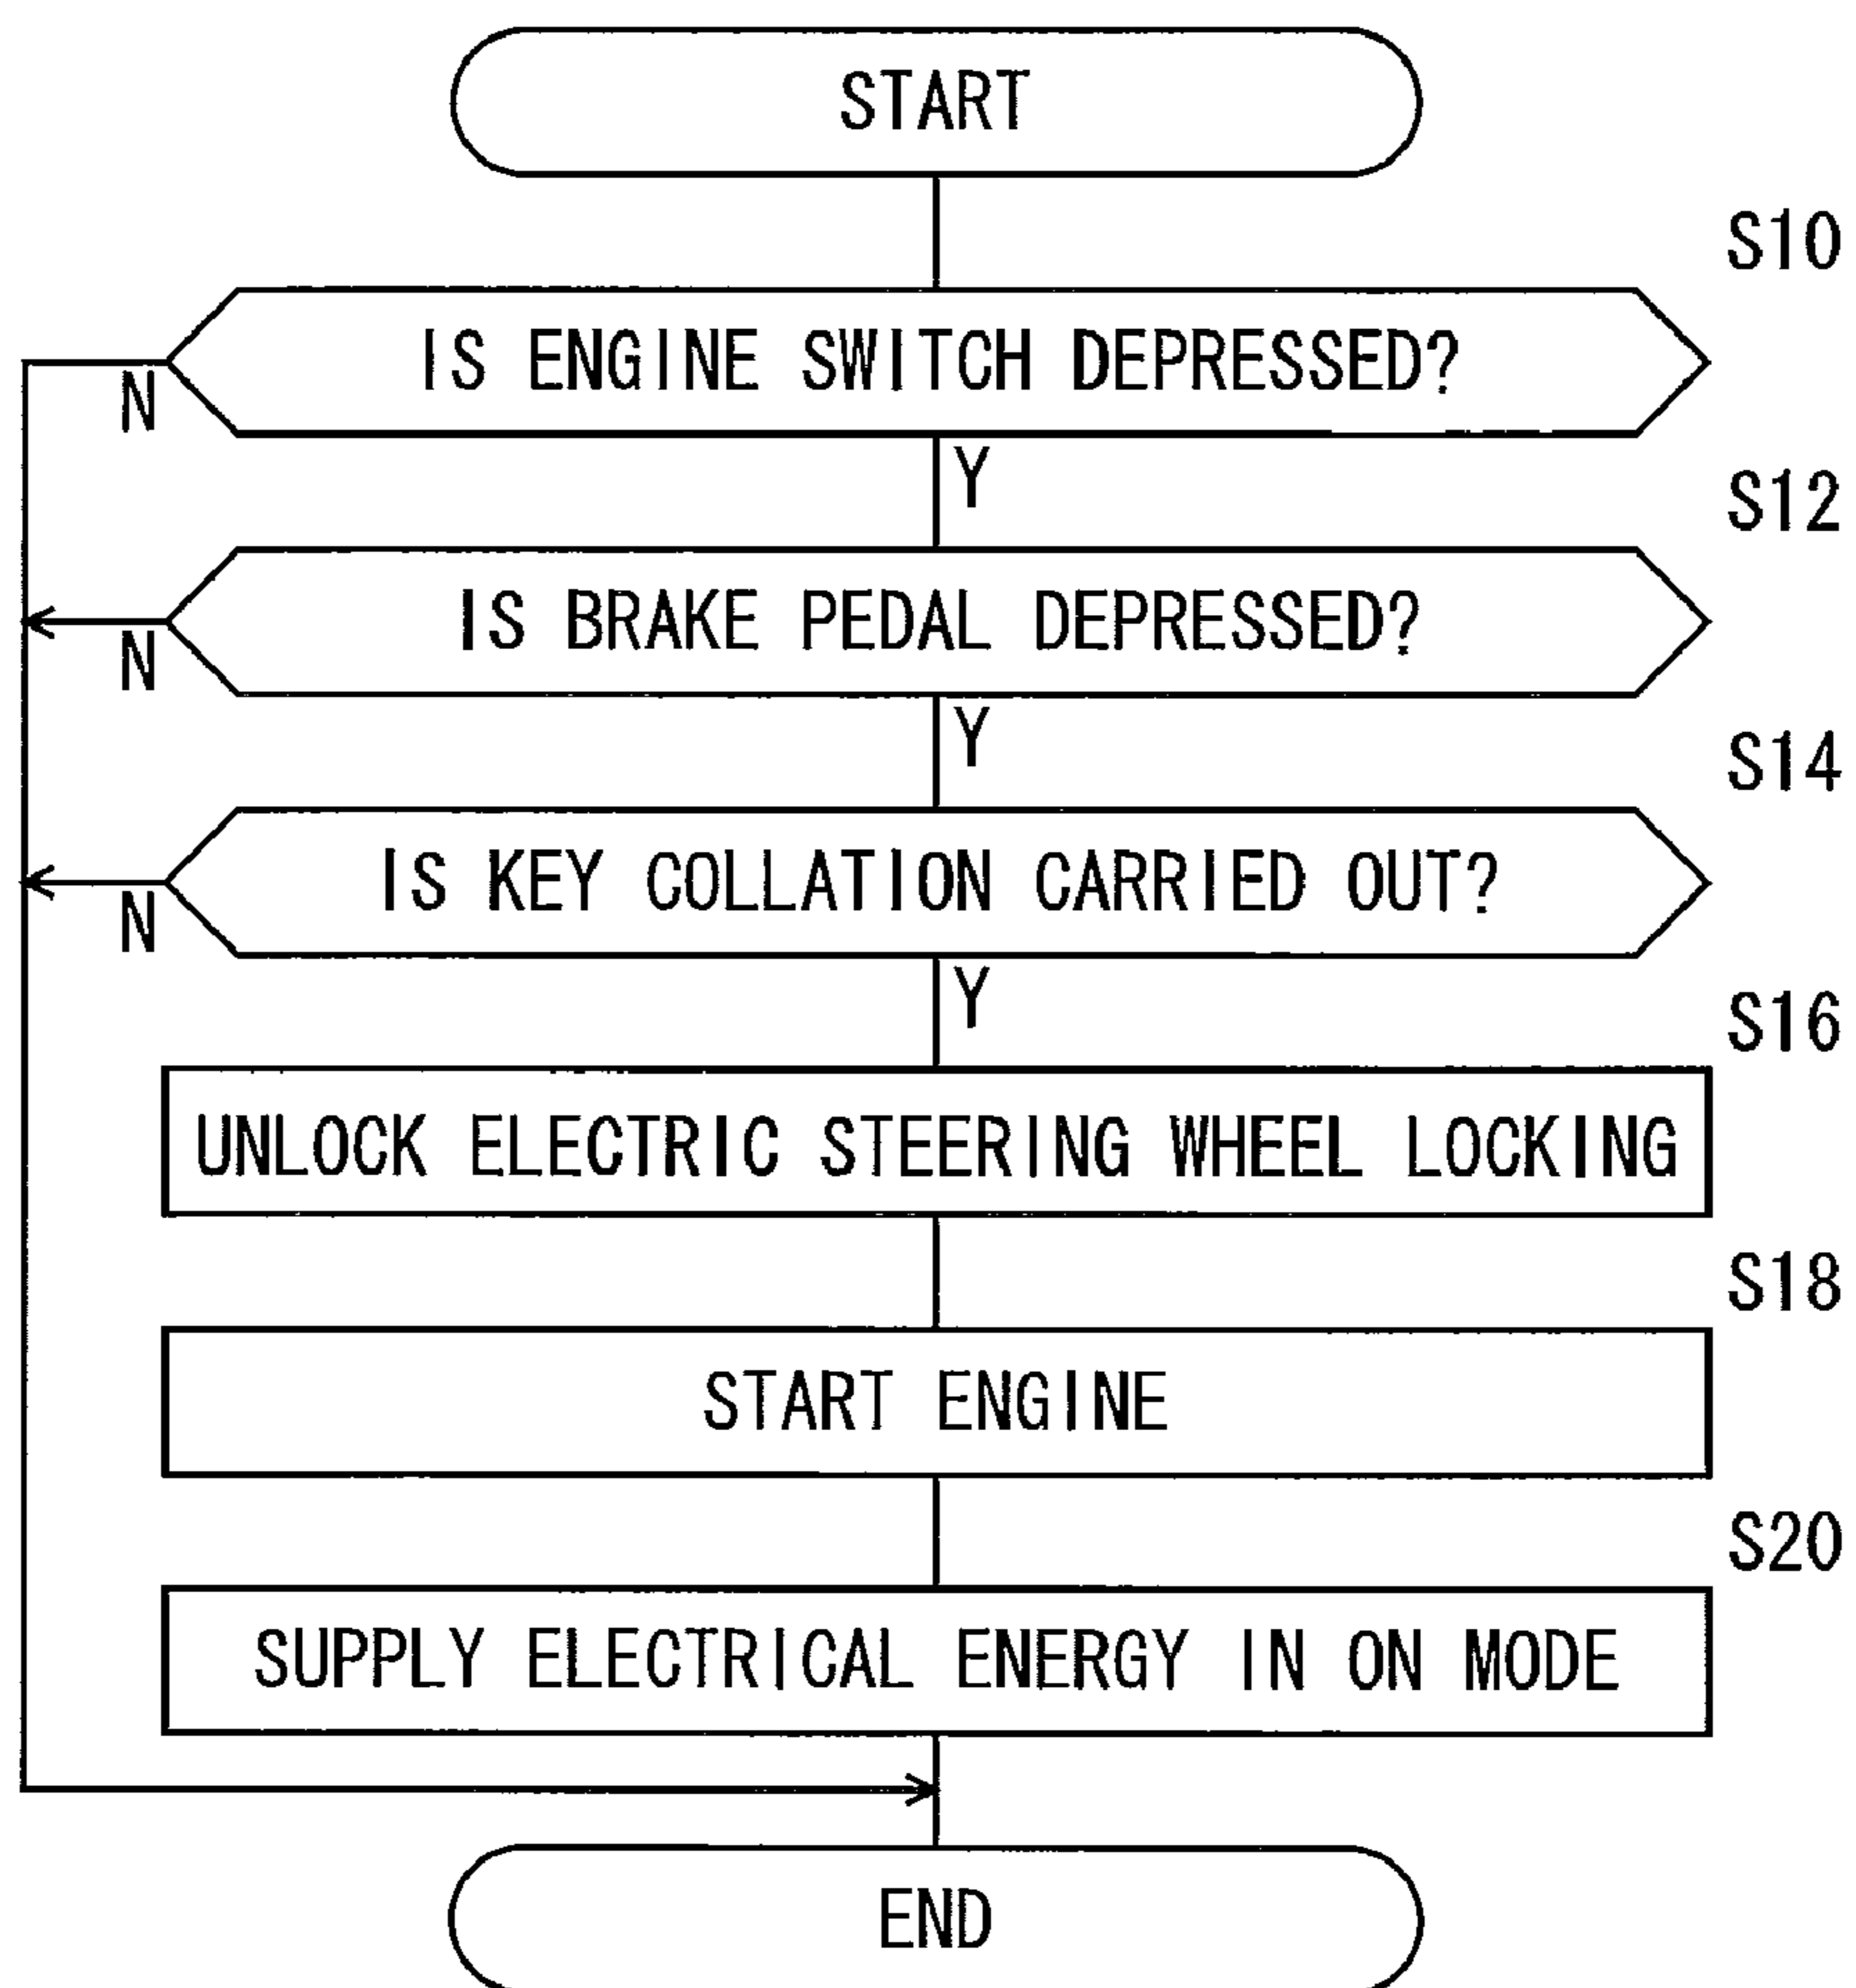 START
S10
IS ENGINE SWITCH DEPRESSED?
N
Y
S12
IS BRAKE PEDAL DEPRESSED?
N
Y
S14
IS KEY COLLATION CARRIED OUT?
N
Y
S16
UNLOCK ELECTRIC STEERING WHEEL LOCKING
S18
START ENGINE
S20
SUPPLY ELECTRICAL ENERGY IN ON MODE
END